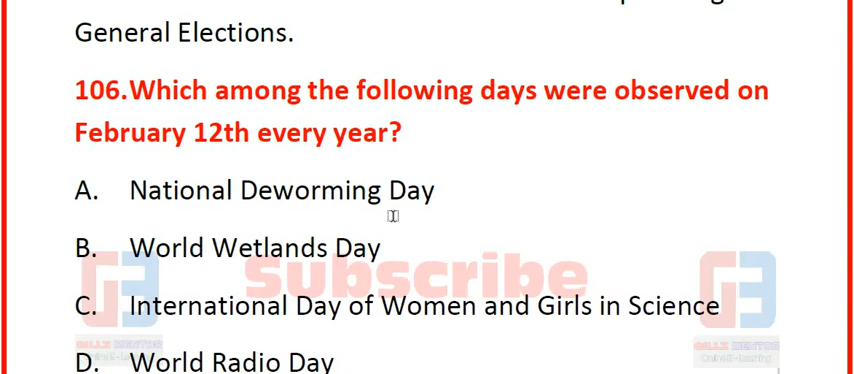 General Elections.
106.Which among the following days were observed on
February 12th every year?
A. National Deworming Day
B. World Wetlands Day
Subscribe
C. International Day of Women and Girls in Science
D. World Radio Day